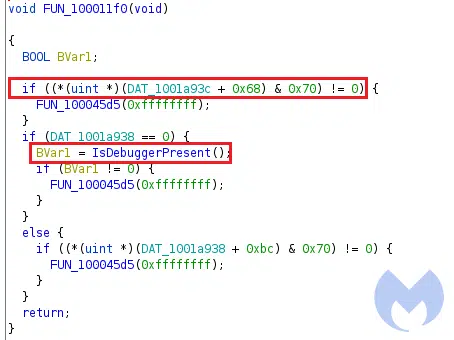 void FUN_100011f0(void)
{
BOOL BVar1;
if ((*(uint *)(DAT_1001a93c + 0x68) & 0x70) != 0) {
FUN_100045d5(0xffffffff);
}
if (DAT_1001a938 == 0) {
BVar1 = IsDebuggerPresent();
if (BVar1 != 0) {
FUN_100045d5(0xffffffff);
}
}
else {
if ((*(uint *)(DAT_1001a938 + 0xbc) & 0x70) != 0) {
FUN_100045d5(0xffffffff);
}
}
return;
}